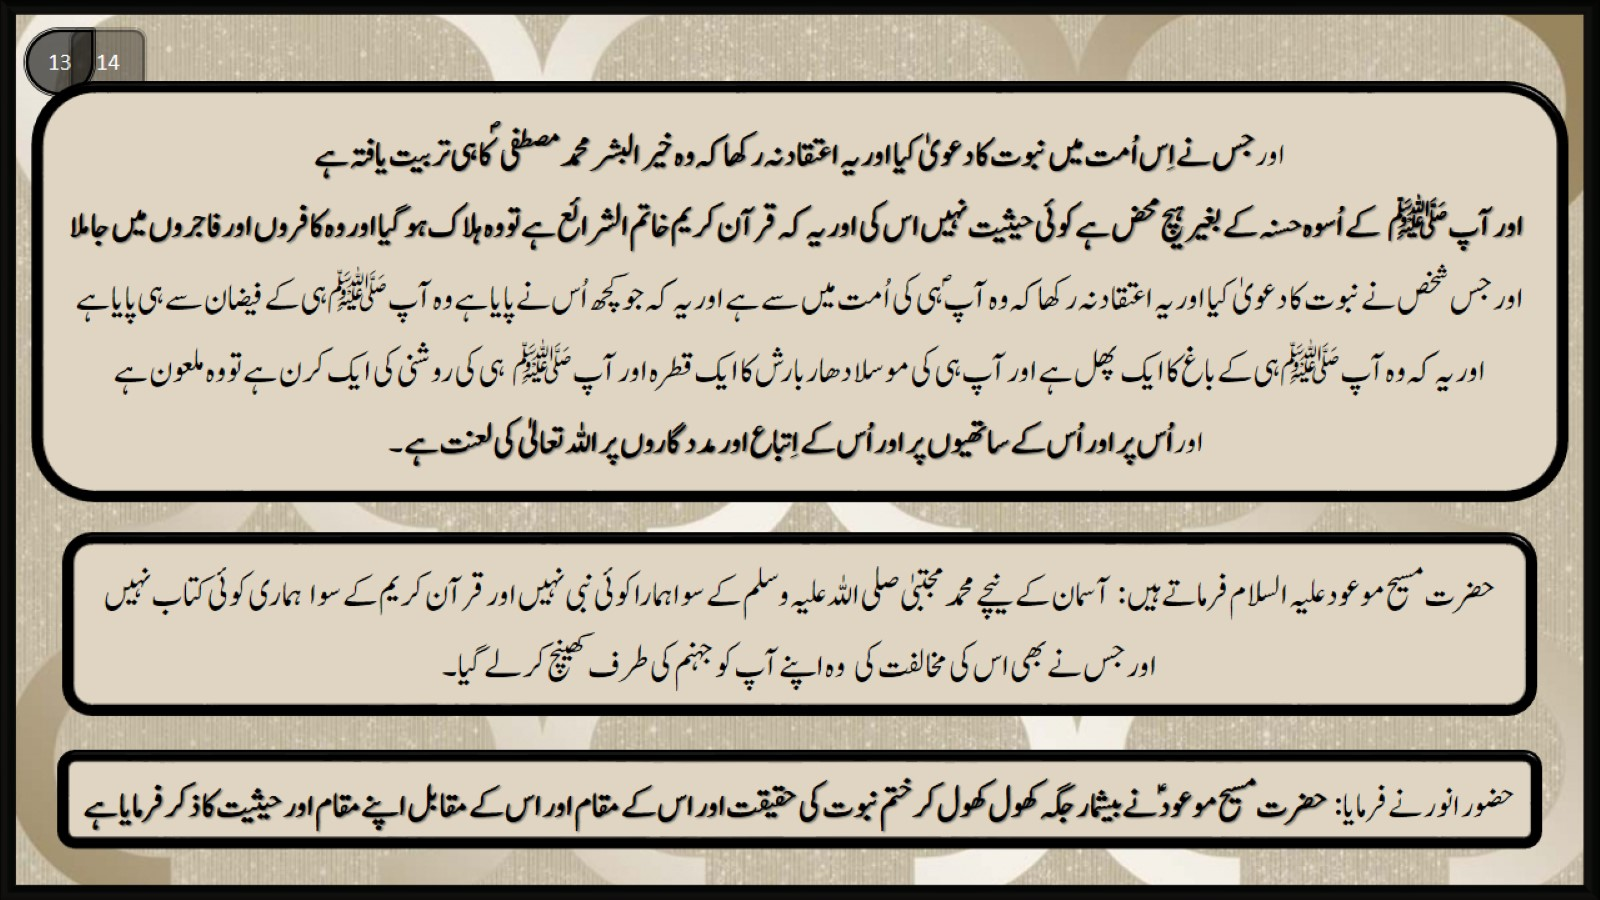 13 14
اور جس نے اِس اُمت میں نبوت کا دعویٰ کیا اور یہ اعتقاد نہ رکھا کہ وہ خیر البشر محمد مصطفیٰ ؐ کا ہی تربیت یافتہ ہے
اور آپ ﷺ کے اُسوہ حسنہ کے بغیر ہیچ محض ہے کوئی حیثیت نہیں اس کی اور یہ کہ قرآن کریم خاتم الشرائع ہے تو وہ ہلاک ہو گیا اور وہ کافروں اور فاجروں میں جا ملا
اور جس شخص نے نبوت کا دعویٰ کیا اور یہ اعتقاد نہ رکھا کہ وہ آپ ؐ ہی کی اُمت میں سے ہے اور یہ کہ جو کچھ اُس نے پایا ہے وہ آپ ﷺ ہی کے فیضان سے ہی پایا ہے
اور یہ کہ وہ آپ ﷺ ہی کے باغ کا ایک پھل ہے اور آپ ہی کی موسلادھار بارش کا ایک قطرہ اور آپ ﷺ ہی کی روشنی کی ایک کرن ہے تو وہ ملعون ہے
اور اُس پر اور اُس کے ساتھیوں پر اور اُس کے اِتباع اور مددگاروں پر اللہ تعالیٰ کی لعنت ہے۔
حضرت مسیح موعود علیہ السلام فرماتے ہیں: آسمان کے نیچے محمد مجتبیٰ صلی اللہ علیہ وسلم کے سوا ہمارا کوئی نبی نہیں اور قرآن کریم کے سوا ہماری کوئی کتاب نہیں
اور جس نے بھی اس کی مخالفت کی وہ اپنے آپ کو جہنم کی طرف کھینچ کر لے گیا۔
حضور انور نے فرمایا: حضرت مسیح موعودؑ نے بیشمار جگہ کھول کھول کر ختم نبوت کی حقیقت اور اس کے مقام اور اس کے مقابل اپنے مقام اور حیثیت کا ذکر فرمایا ہے